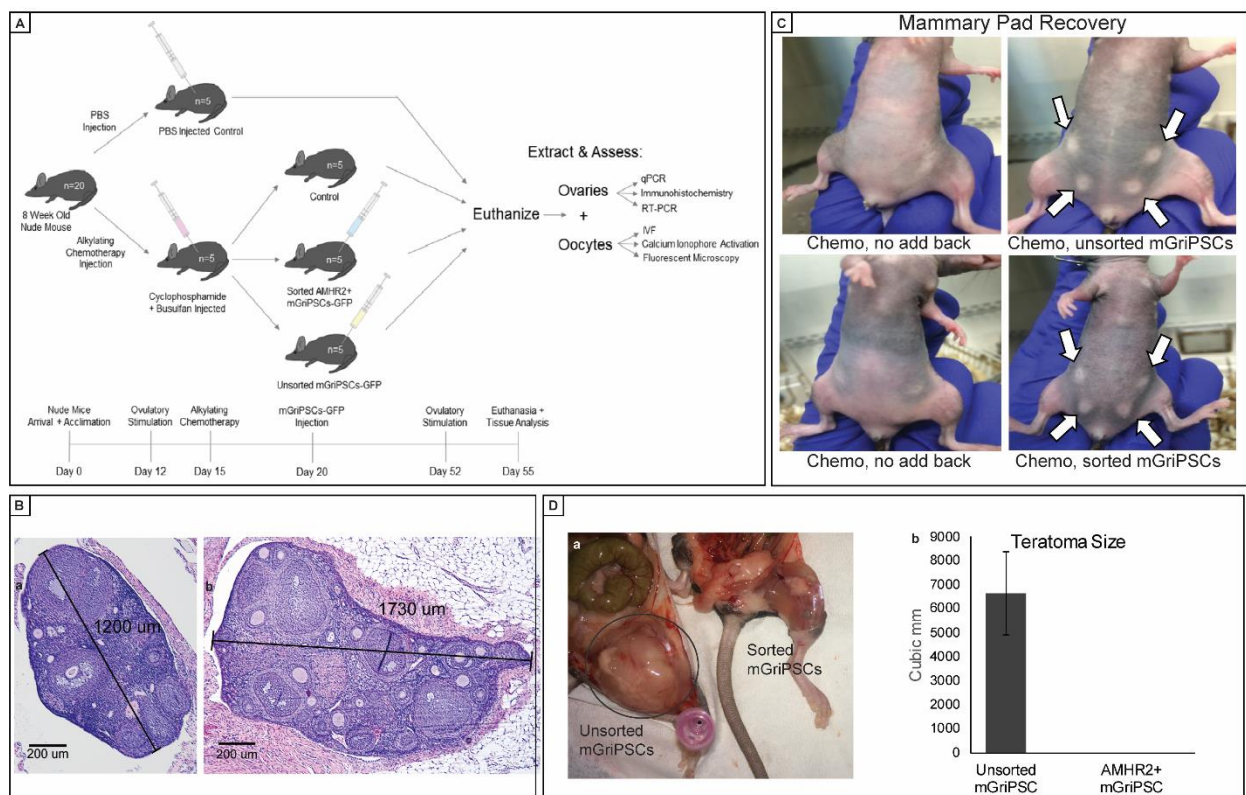 A
PBS
Injection
n=5
PBS Injected Control
n=20
8 Week Old
Nude Mouse
Alkylating
Chemotherapy
Injection
n=5
Cyclophosphamide
+ Busulfan Injected
n=5
Control
n=5
Sorted AMHR2+
mGriPSCs-GFP
n=5
Unsorted mGriPSCs-GFP
Euthanize
Extract & Assess:
Ovaries
qPCR
Immunohistochemistry
RT-PCR
+
Oocytes
IVF
Calcium Ionophore Activation
Fluorescent Microscopy
Nude Mice
Arrival + Acclimation
Ovulatory
Stimulation
Alkylating
Chemotherapy
mGriPSCs-GFP
Injection
Ovulatory
Stimulation
Euthanasia +
Tissue Analysis
Day 0
Day 12
Day 15
Day 20
Day 52
Day 55
C
Mammary Pad Recovery
Chemo, no add back
Chemo, unsorted mGriPSCs
Chemo, no add back
Chemo, sorted mGriPSCs
B
a
1200 um
200 um
b
1730 um
200 um
D
a
Sorted
mGriPSCs
Unsorted
mGriPSCs
b
Teratoma Size
Cubic mm
9000
8000
7000
6000
5000
4000
3000
2000
1000
0
Unsorted
mGriPSC
AMHR2+
mGriPSC